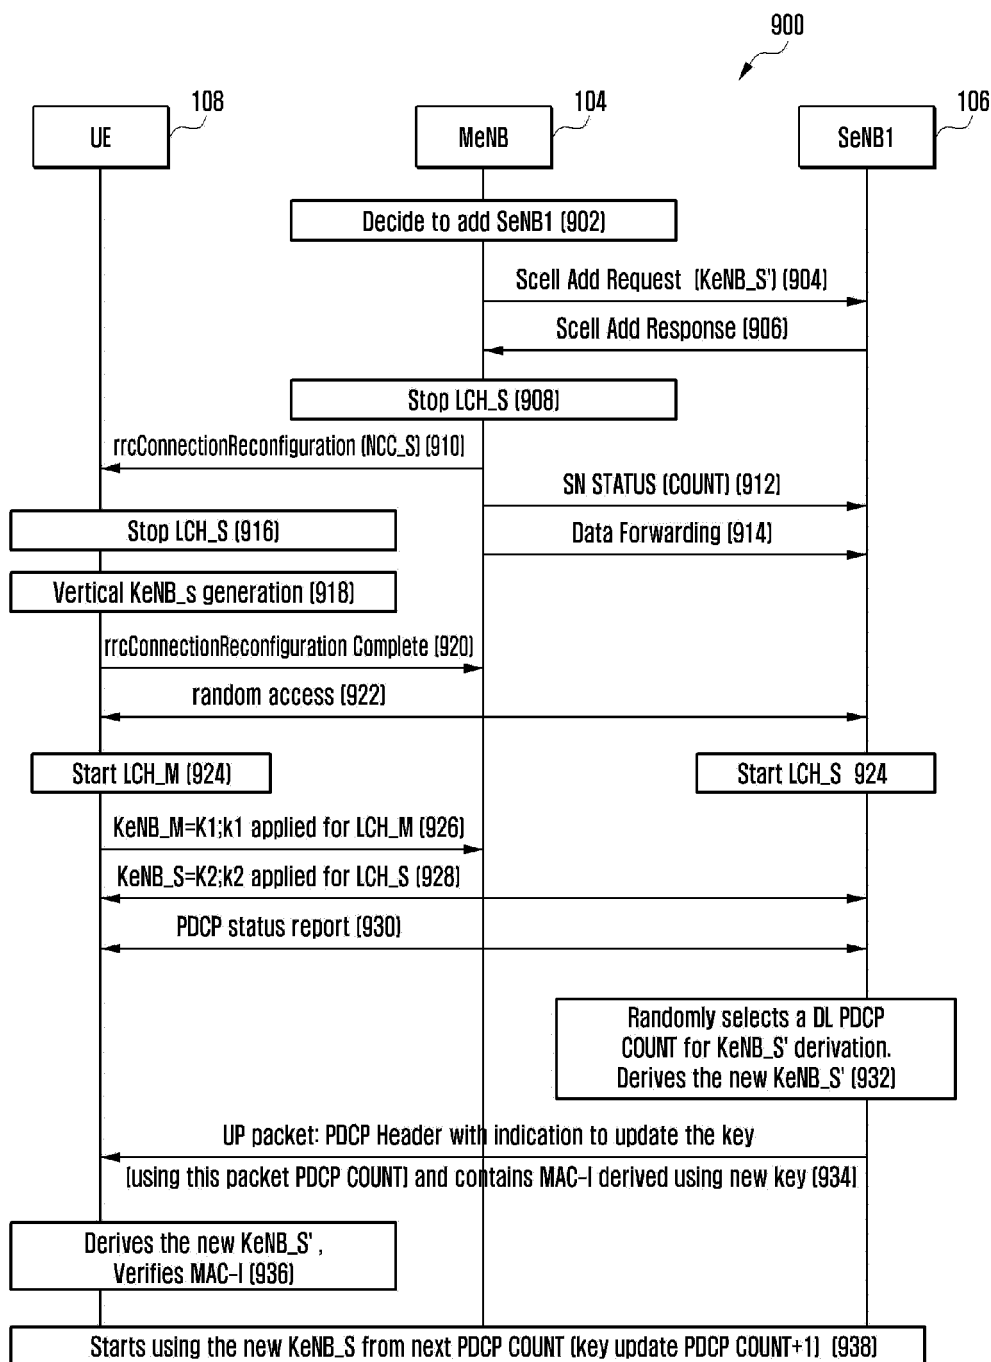 900
108
104
106
UE
MeNB
SeNB1
Decide to add SeNB1 (902)
Scell Add Request (KeNB_S') (904)
Scell Add Response (906)
Stop LCH_S (908)
rrcConnectionReconfiguration (NCC_S) (910)
SN STATUS (COUNT) (912)
Stop LCH_S (916)
Data Forwarding (914)
Vertical KeNB_s generation (918)
rrcConnectionReconfiguration Complete (920)
random access (922)
Start LCH_M (924)
Start LCH_S 924
KeNB_M=K1;k1 applied for LCH_M (926)
KeNB_S=K2;k2 applied for LCH_S (928)
PDCP status report (930)
Randomly selects a DL PDCP
COUNT for KeNB_S' derivation.
Derives the new KeNB_S' (932)
UP packet: PDCP Header with indication to update the key
(using this packet PDCP COUNT) and contains MAC-I derived using new key (934)
Derives the new KeNB_S' ,
Verifies MAC-I (936)
Starts using the new KeNB_S from next PDCP COUNT (key update PDCP COUNT+1) (938)